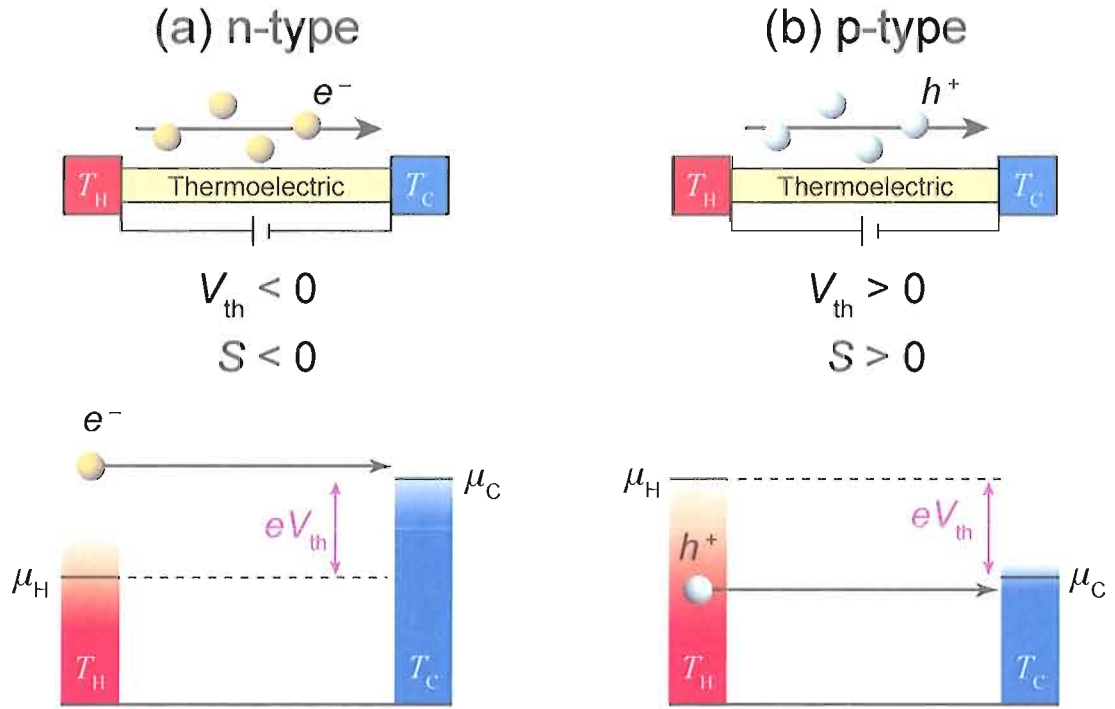 (a) n-type
e⁻
T_H
Thermoelectric
T_C
V_th < 0
S < 0
e⁻
μ_C
eV_th
μ_H
T_H
T_C
(b) p-type
h⁺
T_H
Thermoelectric
T_C
V_th > 0
S > 0
μ_H
eV_th
h⁺
μ_C
T_H
T_C